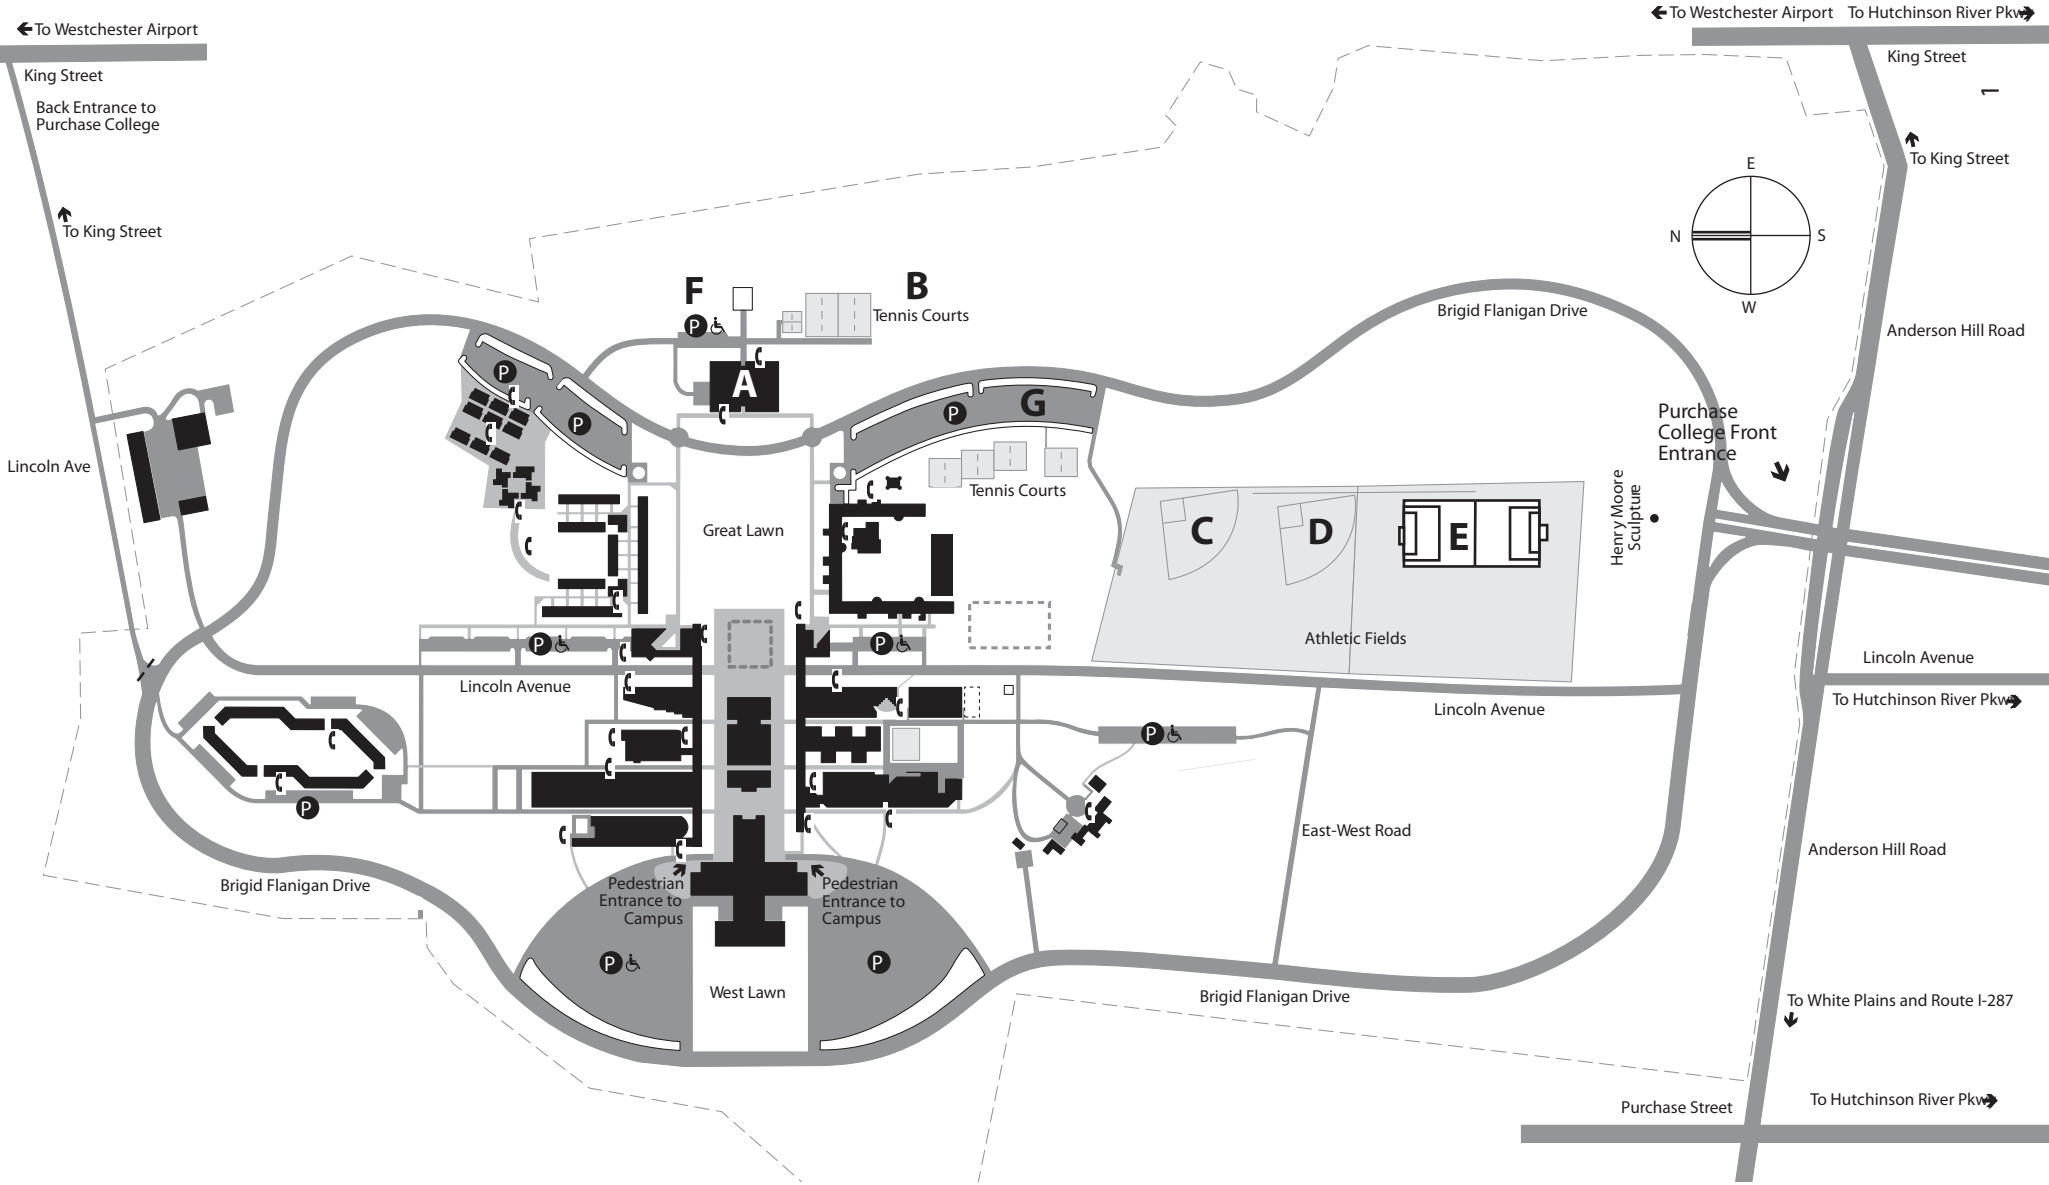 To Westchester Airport
King Street
Back Entrance to
Purchase College
To King Street
Lincoln Ave
To Westchester Airport
To Hutchinson River Pkwy
King Street
1
To King Street
E
N
S
W
Anderson Hill Road
Brigid Flanigan Drive
F
B
Tennis Courts
P
A
P
P
P
G
Purchase
College Front
Entrance
Tennis Courts
Great Lawn
C
D
E
Henry Moore
Sculpture
Athletic Fields
P
P
Lincoln Avenue
Lincoln Avenue
Lincoln Avenue
To Hutchinson River Pkwy
P
P
East-West Road
Anderson Hill Road
Brigid Flanigan Drive
Pedestrian
Entrance to
Campus
Pedestrian
Entrance to
Campus
P
P
West Lawn
Brigid Flanigan Drive
To White Plains and Route I-287
Purchase Street
To Hutchinson River Pkwy